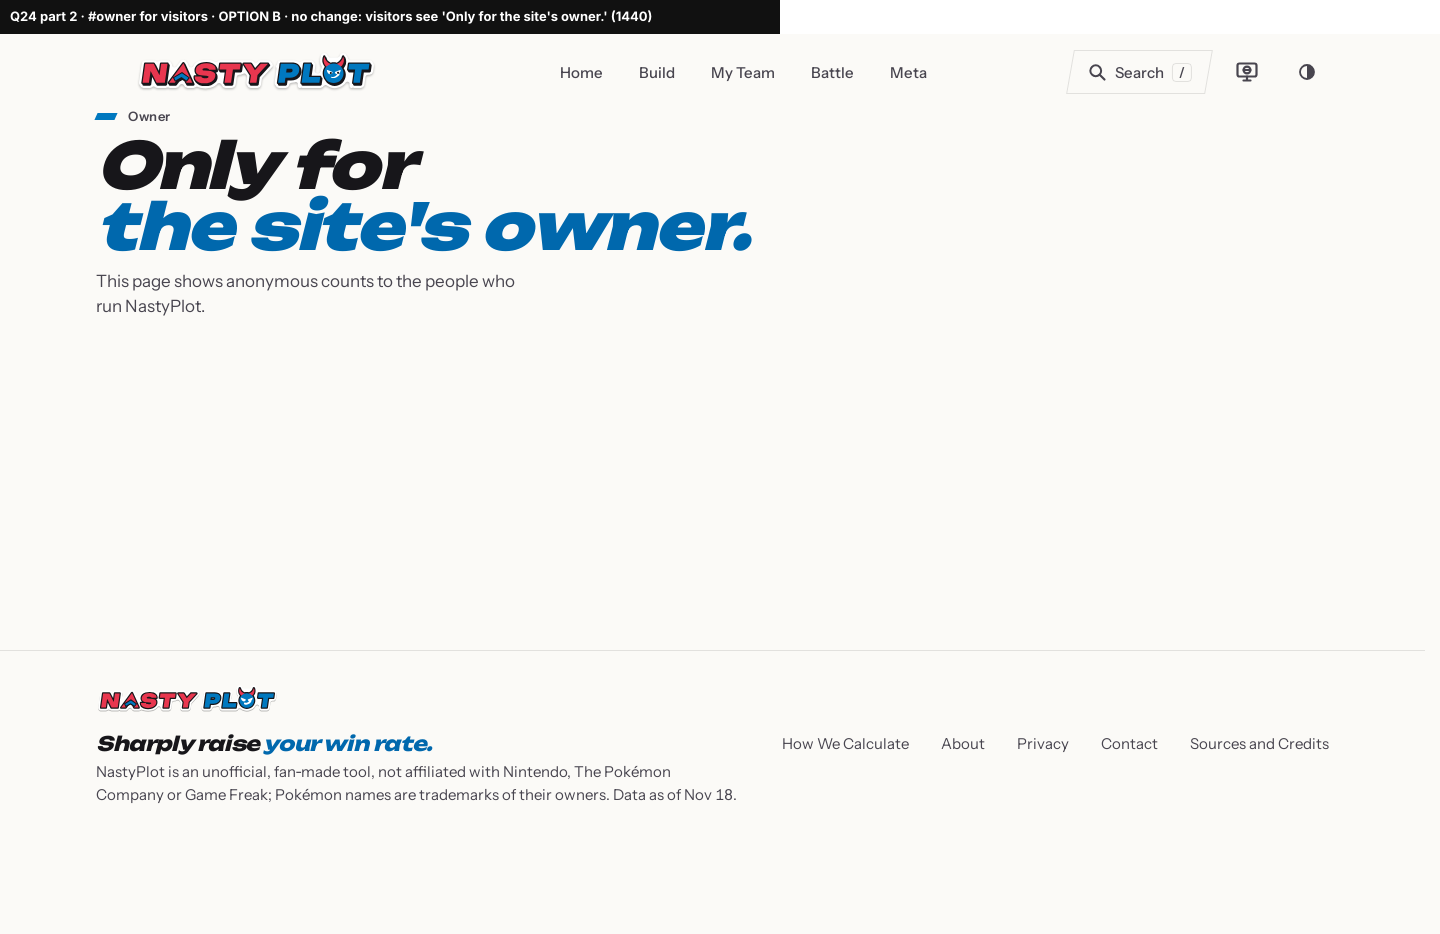 Q24 part 2 · #owner for visitors · OPTION B · no change: visitors see 'Only for the site's owner.' (1440)
NASTY PLOT
Home
Build
My Team
Battle
Meta
Search /
Owner
Only for
the site's owner.
This page shows anonymous counts to the people who
run NastyPlot.
NASTY PLOT
Sharply raise your win rate.
How We Calculate
About
Privacy
Contact
Sources and Credits
NastyPlot is an unofficial, fan-made tool, not affiliated with Nintendo, The Pokémon
Company or Game Freak; Pokémon names are trademarks of their owners. Data as of Nov 18.